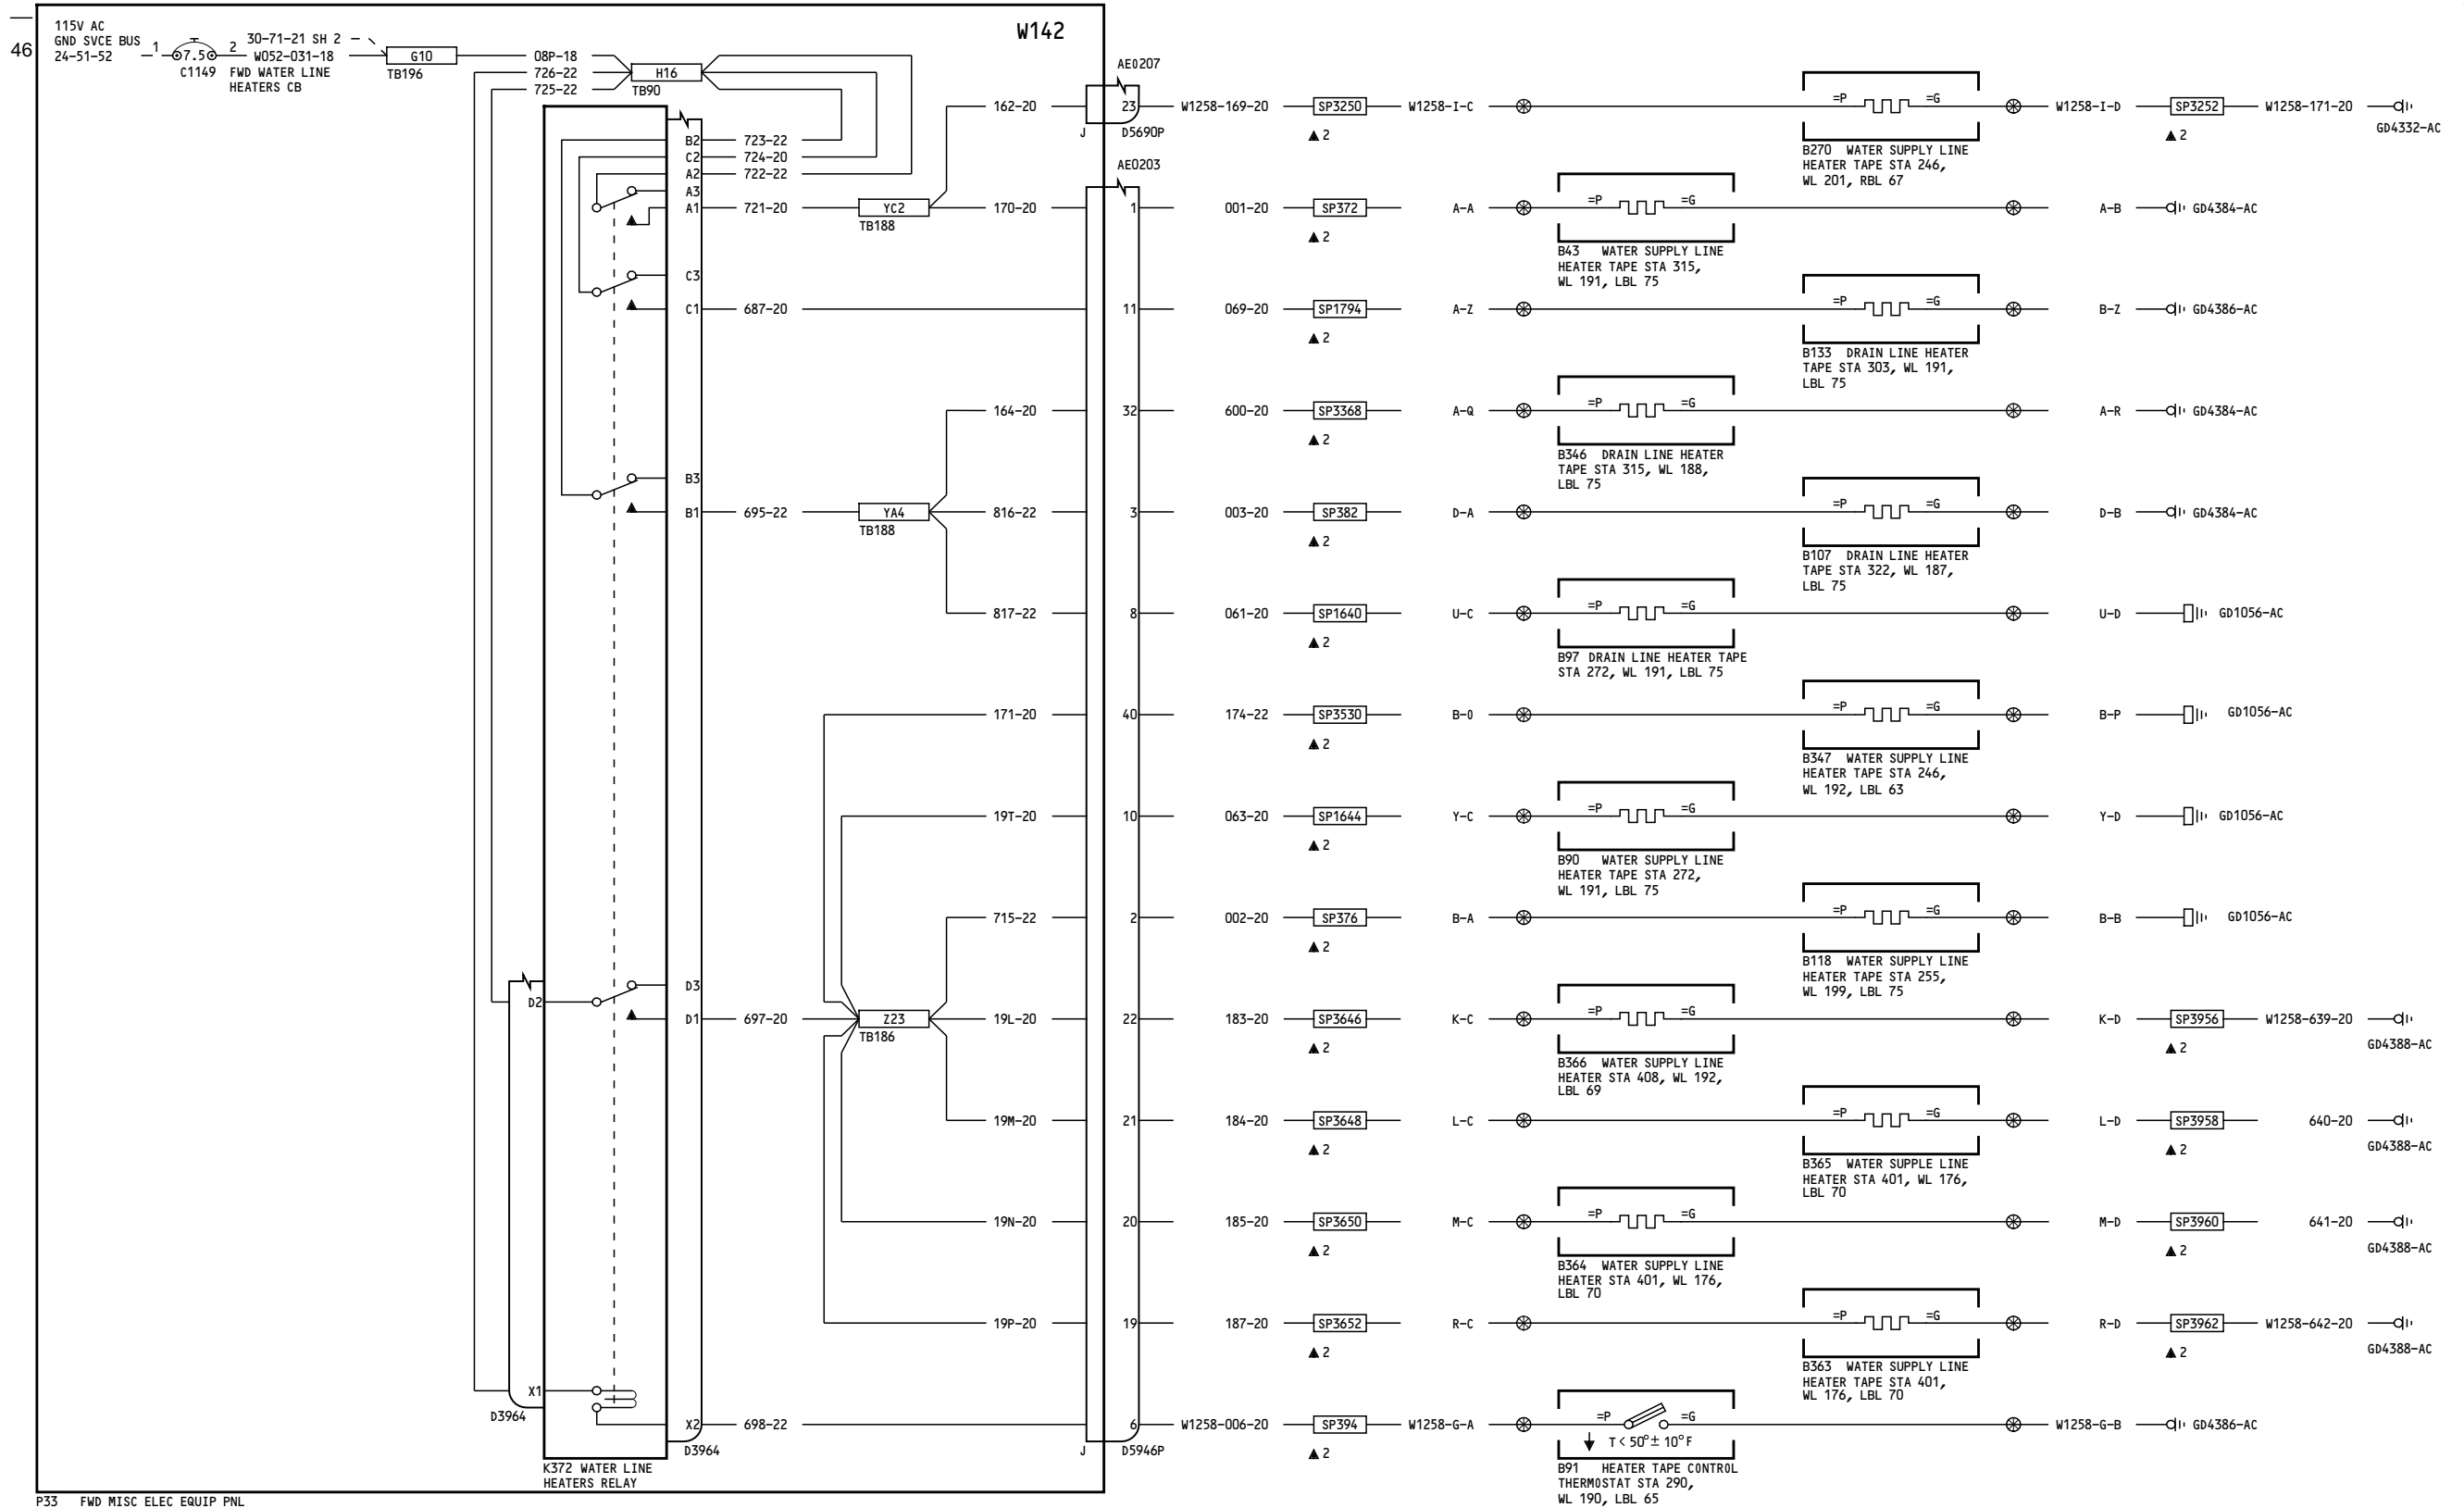 46
115V AC
GND SVCE BUS
24-51-52
1
7.5
C1149
2
30-71-21 SH 2
W052-031-18
FWD WATER LINE
HEATERS CB
G10
TB196
08P-18
726-22
725-22
H16
TB90
W142
B2 723-22
C2 724-20
A2 722-22
A3
A1 721-20
YC2
TB188
C3
C1 687-20
B3
B1 695-22
YA4
TB188
D2
D3
D1 697-20
Z23
TB186
X1
D3964
X2 698-22
D3964
K372 WATER LINE
HEATERS RELAY
P33 FWD MISC ELEC EQUIP PNL
AE0207
162-20 23 W1258-169-20 SP3250 W1258-I-C =P =G W1258-I-D SP3252 W1258-171-20
J D5690P
▲ 2
▲ 2
GD4332-AC
B270 WATER SUPPLY LINE
HEATER TAPE STA 246,
WL 201, RBL 67
AE0203
170-20 1 001-20 SP372 A-A =P =G A-B GD4384-AC
▲ 2
B43 WATER SUPPLY LINE
HEATER TAPE STA 315,
WL 191, LBL 75
11 069-20 SP1794 A-Z =P =G B-Z GD4386-AC
▲ 2
B133 DRAIN LINE HEATER
TAPE STA 303, WL 191,
LBL 75
164-20 32 600-20 SP3368 A-Q =P =G A-R GD4384-AC
▲ 2
B346 DRAIN LINE HEATER
TAPE STA 315, WL 188,
LBL 75
816-22 3 003-20 SP382 D-A =P =G D-B GD4384-AC
▲ 2
B107 DRAIN LINE HEATER
TAPE STA 322, WL 187,
LBL 75
817-22 8 061-20 SP1640 U-C =P =G U-D GD1056-AC
▲ 2
B97 DRAIN LINE HEATER TAPE
STA 272, WL 191, LBL 75
171-20 40 174-22 SP3530 B-0 =P =G B-P GD1056-AC
▲ 2
B347 WATER SUPPLY LINE
HEATER TAPE STA 246,
WL 192, LBL 63
19T-20 10 063-20 SP1644 Y-C =P =G Y-D GD1056-AC
▲ 2
B90 WATER SUPPLY LINE
HEATER TAPE STA 272,
WL 191, LBL 75
715-22 2 002-20 SP376 B-A =P =G B-B GD1056-AC
▲ 2
B118 WATER SUPPLY LINE
HEATER TAPE STA 255,
WL 199, LBL 75
19L-20 22 183-20 SP3646 K-C =P =G K-D SP3956 W1258-639-20
▲ 2
▲ 2
GD4388-AC
B366 WATER SUPPLY LINE
HEATER STA 408, WL 192,
LBL 69
19M-20 21 184-20 SP3648 L-C =P =G L-D SP3958 640-20
▲ 2
▲ 2
GD4388-AC
B365 WATER SUPPLE LINE
HEATER STA 401, WL 176,
LBL 70
19N-20 20 185-20 SP3650 M-C =P =G M-D SP3960 641-20
▲ 2
▲ 2
GD4388-AC
B364 WATER SUPPLY LINE
HEATER STA 401, WL 176,
LBL 70
19P-20 19 187-20 SP3652 R-C =P =G R-D SP3962 W1258-642-20
▲ 2
▲ 2
GD4388-AC
B363 WATER SUPPLY LINE
HEATER TAPE STA 401,
WL 176, LBL 70
6 W1258-006-20 SP394 W1258-G-A =P =G W1258-G-B GD4386-AC
J D5946P
▲ 2
T < 50° ± 10° F
B91 HEATER TAPE CONTROL
THERMOSTAT STA 290,
WL 190, LBL 65